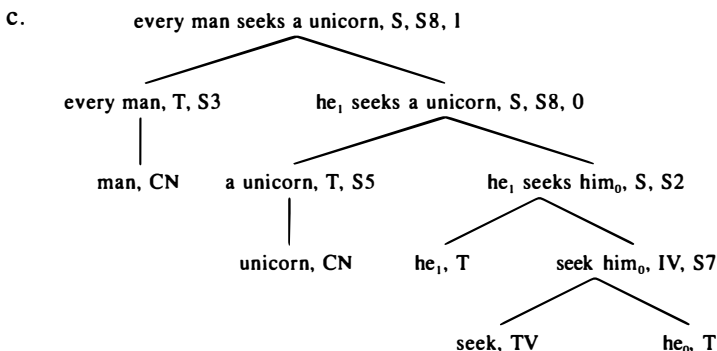 c. every man seeks a unicorn, S, S8, 1
every man, T, S3 he₁ seeks a unicorn, S, S8, 0
man, CN a unicorn, T, S5 he₁ seeks him₀, S, S2
unicorn, CN he₁, T seek him₀, IV, S7
seek, TV he₀, T